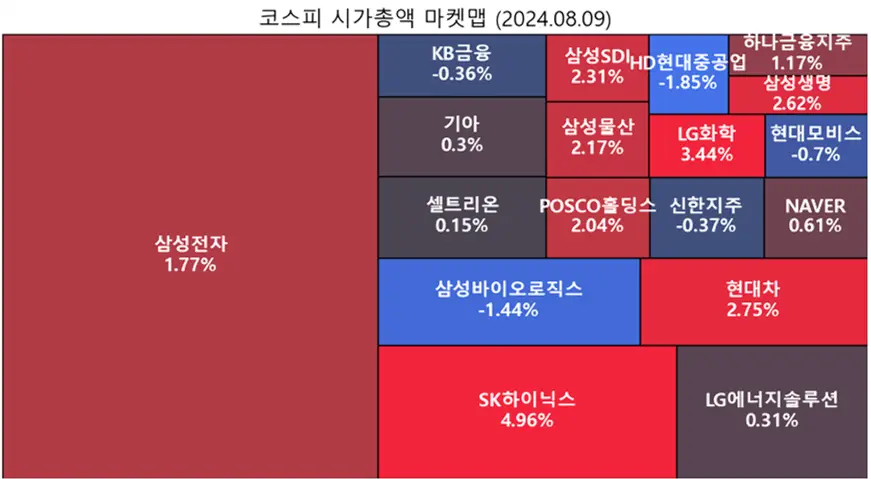 코스피 시가총액 마켓맵 (2024.08.09)
삼성전자
1.77%
KB금융
-0.36%
삼성SDI
2.31%
HD현대중공업
-1.85%
하나금융지주
1.17%
삼성생명
2.62%
기아
0.3%
삼성물산
2.17%
LG화학
3.44%
현대모비스
-0.7%
셀트리온
0.15%
POSCO홀딩스
2.04%
신한지주
-0.37%
NAVER
0.61%
삼성바이오로직스
-1.44%
현대차
2.75%
SK하이닉스
4.96%
LG에너지솔루션
0.31%